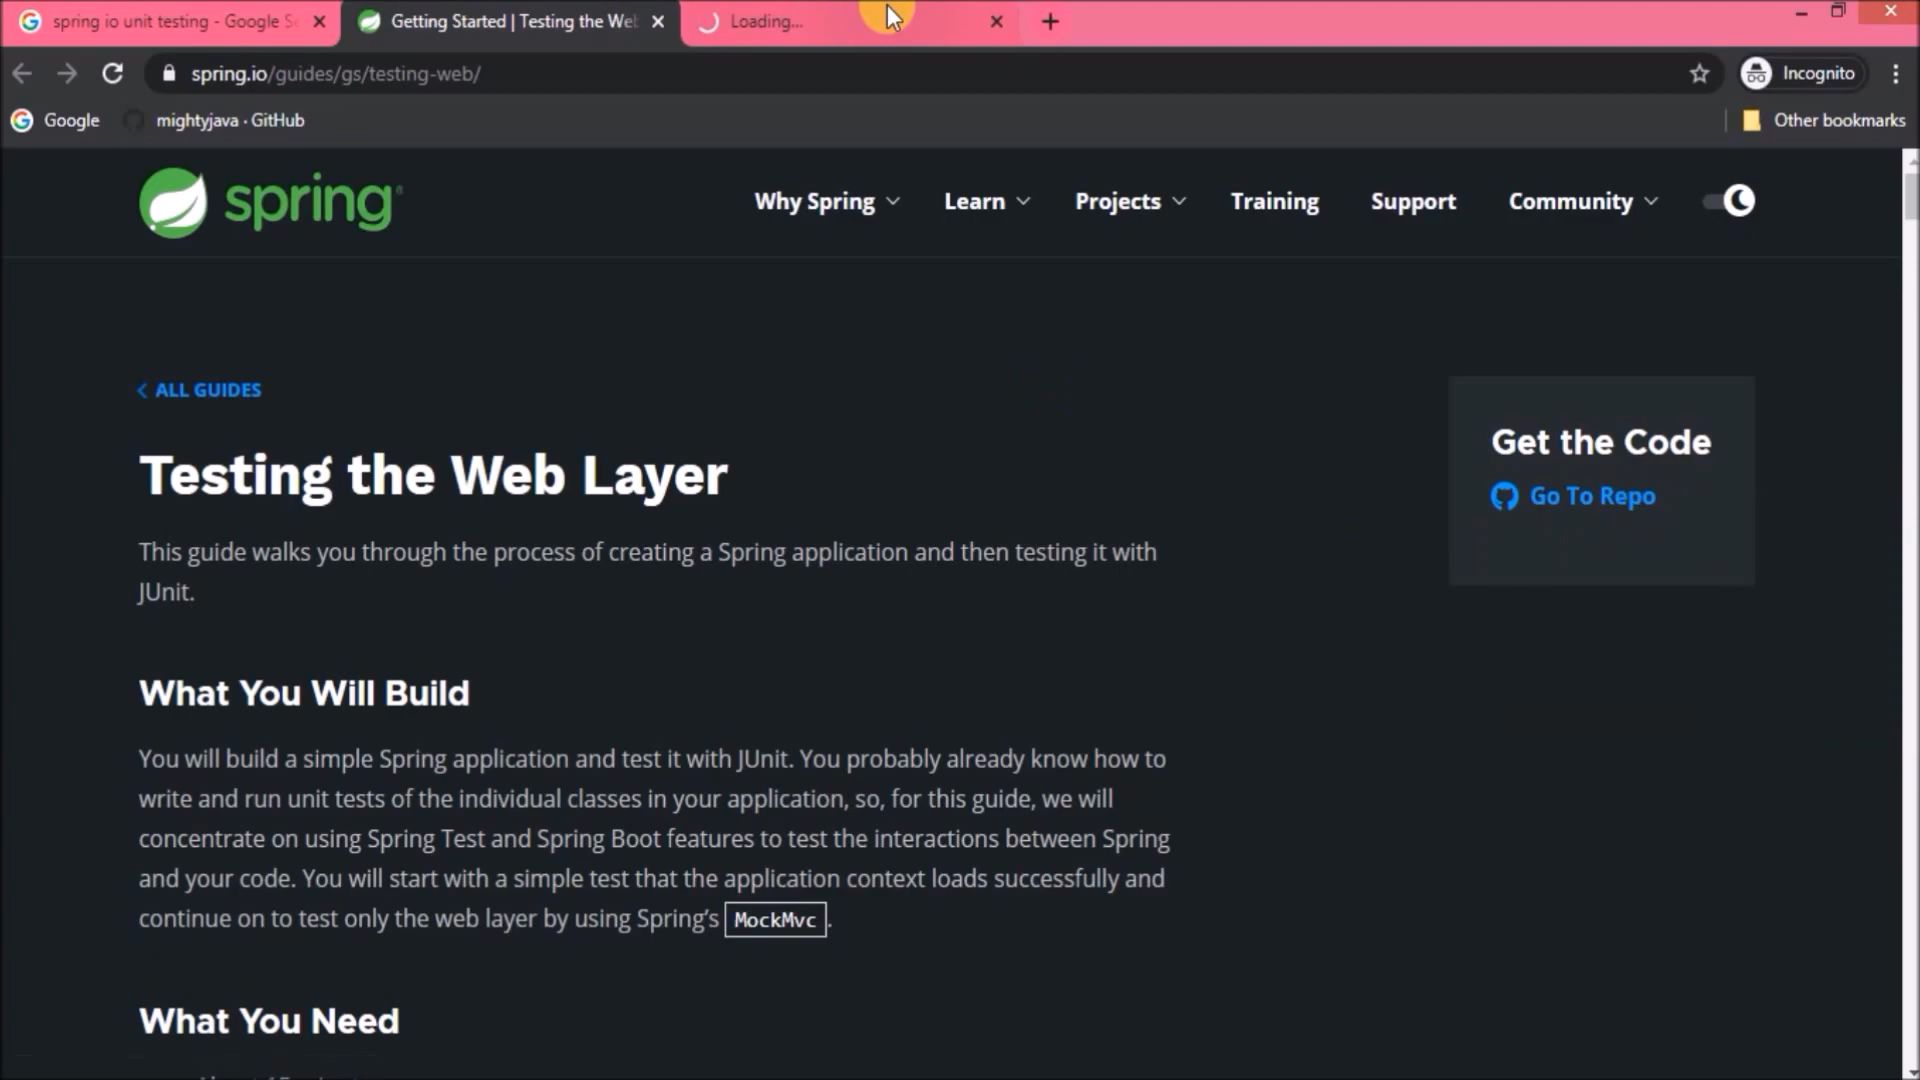 spring io unit testing - Google Se
Getting Started | Testing the Web
Loading...
spring.io/guides/gs/testing-web/
Incognito
Google
mightyjava · GitHub
Other bookmarks
spring
Why Spring
Learn
Projects
Training
Support
Community
ALL GUIDES
Testing the Web Layer
This guide walks you through the process of creating a Spring application and then testing it with
JUnit.
Get the Code
Go To Repo
What You Will Build
You will build a simple Spring application and test it with JUnit. You probably already know how to
write and run unit tests of the individual classes in your application, so, for this guide, we will
concentrate on using Spring Test and Spring Boot features to test the interactions between Spring
and your code. You will start with a simple test that the application context loads successfully and
continue on to test only the web layer by using Spring’s MockMvc.
What You Need